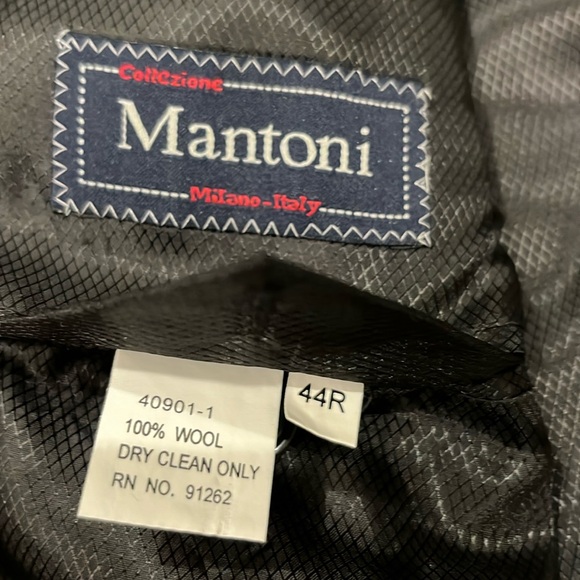 Collezione
Mantoni
Milano-Italy
40901-1
100% WOOL
DRY CLEAN ONLY
RN NO. 91262
44R